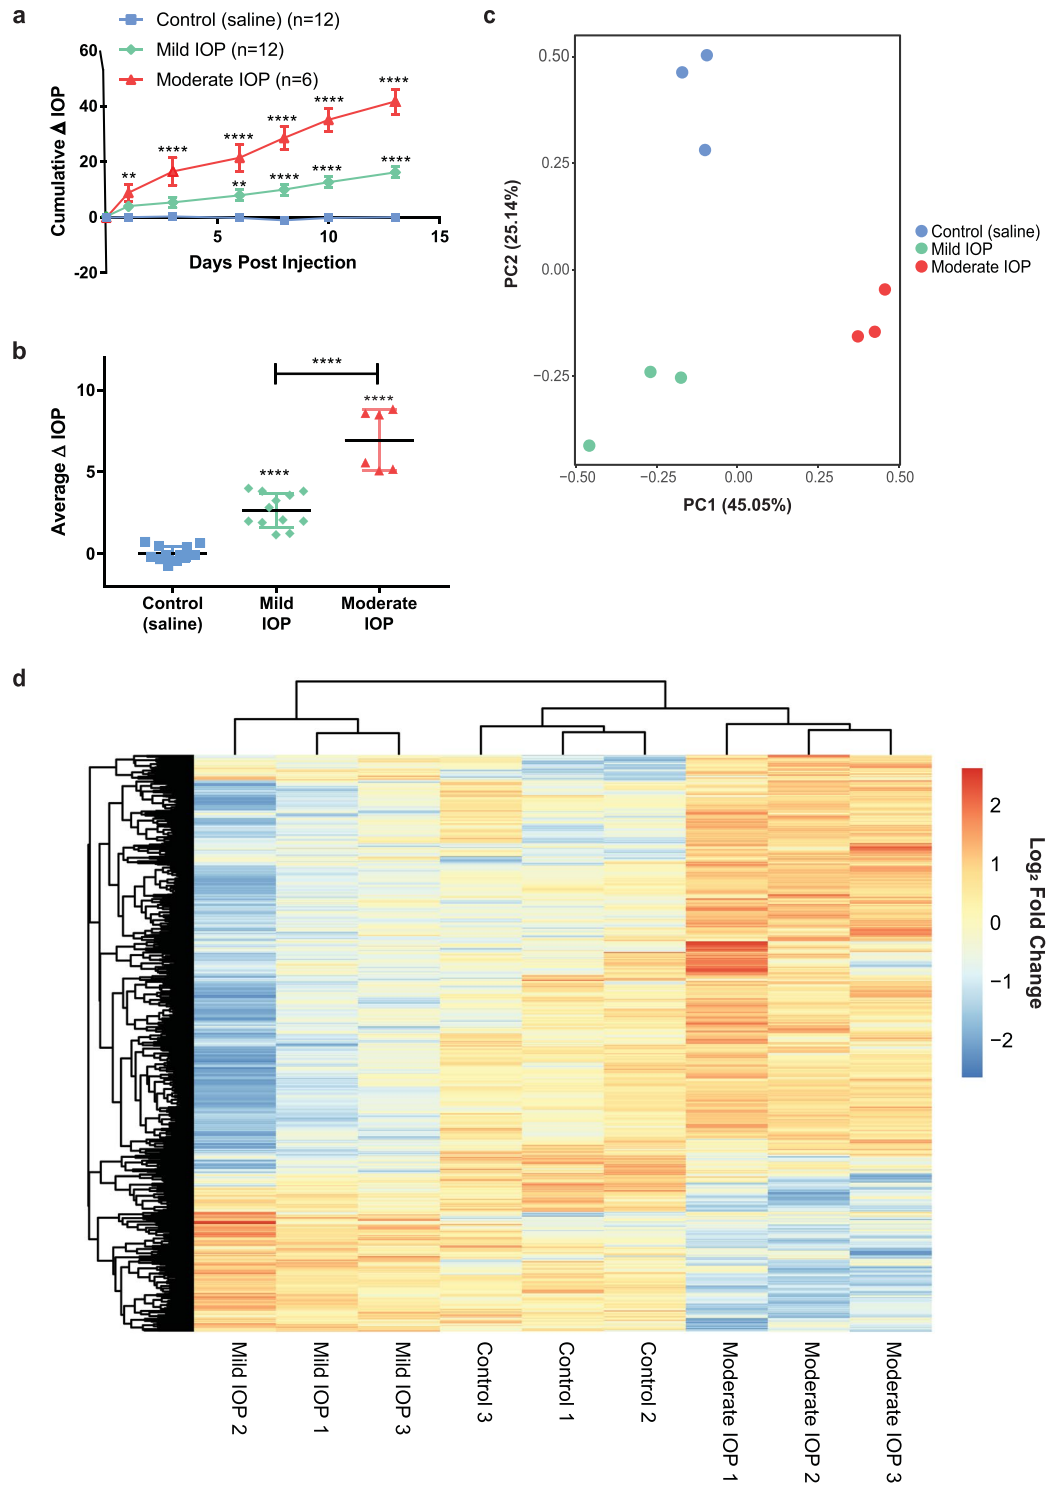 a
Control (saline) (n=12)
Mild IOP (n=12)
Moderate IOP (n=6)
Cumulative Δ IOP
60
40
20
0
-20
5
10
15
**
****
****
****
****
****
**
****
****
****
Days Post Injection
b
Average Δ IOP
10
5
0
****
****
****
Control
(saline)
Mild
IOP
Moderate
IOP
c
PC2 (25.14%)
0.50
0.25
0.00
−0.25
−0.50
−0.25
0.00
0.25
0.50
PC1 (45.05%)
Control (saline)
Mild IOP
Moderate IOP
d
2
1
0
−1
−2
Log₂ Fold Change
Mild IOP 2
Mild IOP 1
Mild IOP 3
Control 3
Control 1
Control 2
Moderate IOP 1
Moderate IOP 2
Moderate IOP 3